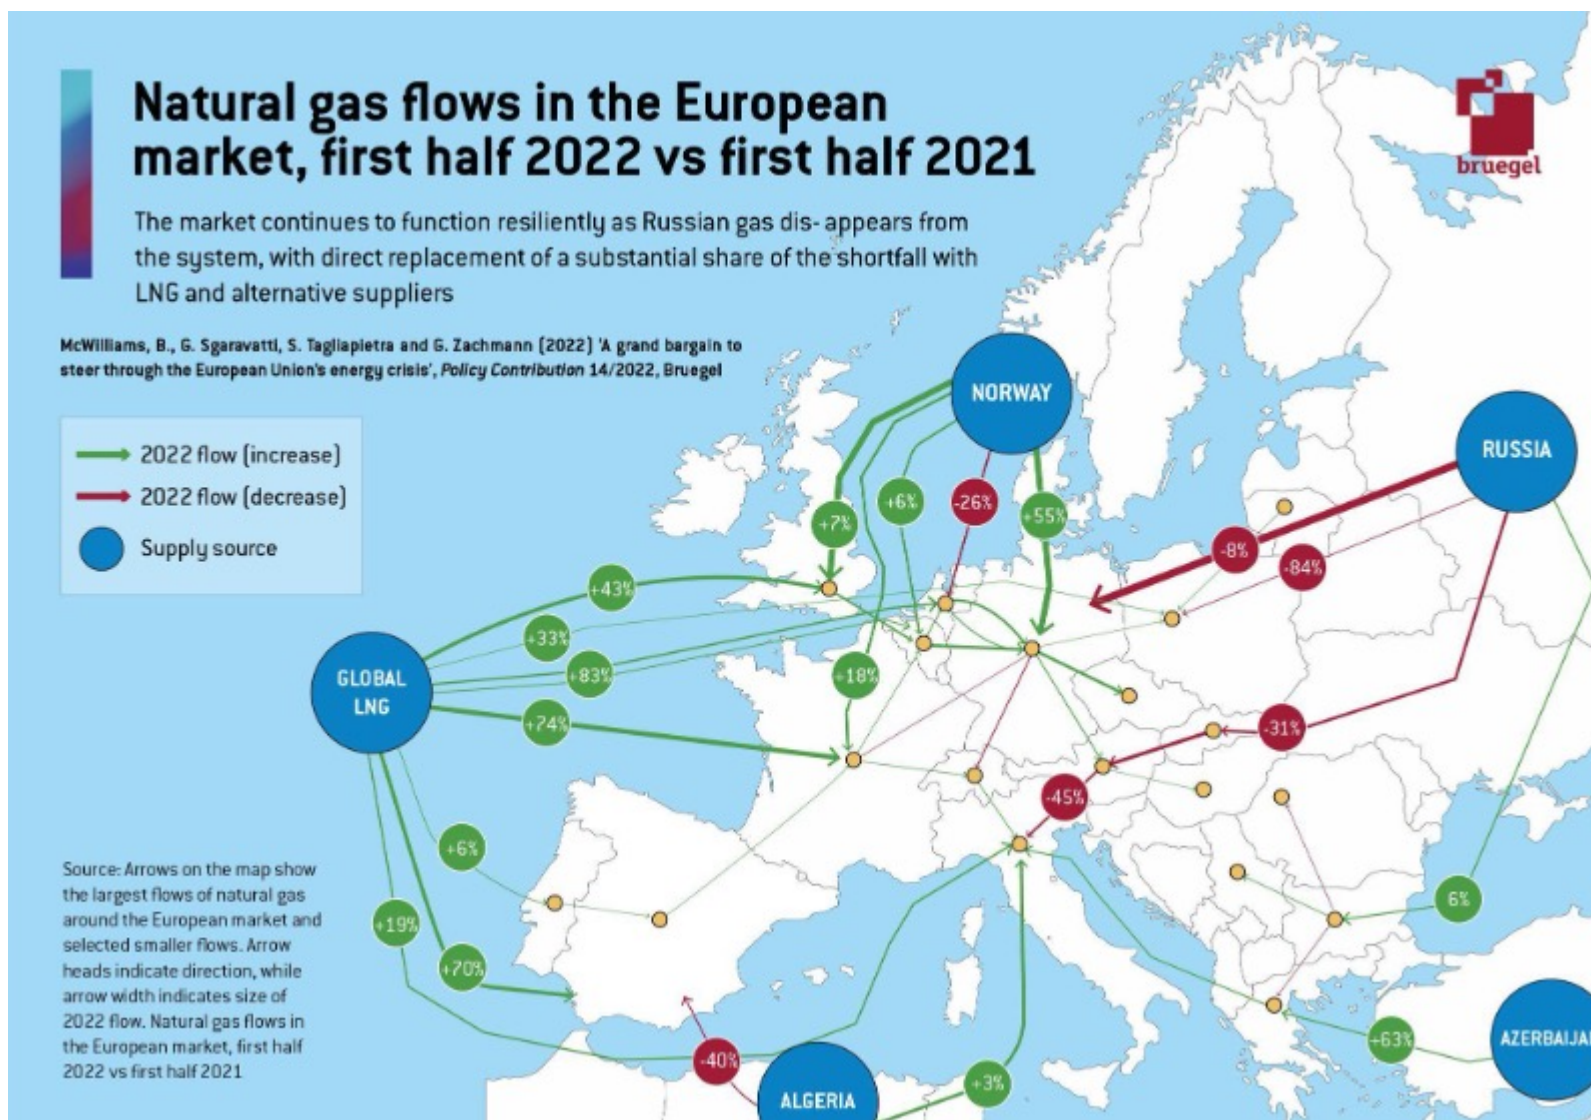 Natural gas flows in the European
market, first half 2022 vs first half 2021
bruegel
The market continues to function resiliently as Russian gas dis- appears from
the system, with direct replacement of a substantial share of the shortfall with
LNG and alternative suppliers
McWilliams, B., G. Sgaravatti, S. Tagliapietra and G. Zachmann (2022) 'A grand bargain to
steer through the European Union's energy crisis', Policy Contribution 14/2022, Bruegel
NORWAY
RUSSIA
2022 flow (increase)
2022 flow (decrease)
Supply source
+7%
+6%
-26%
+55%
-8%
-84%
+43%
+33%
+83%
+18%
GLOBAL
LNG
+74%
-31%
-45%
+6%
6%
+19%
+70%
Source: Arrows on the map show
the largest flows of natural gas
around the European market and
selected smaller flows. Arrow
heads indicate direction, while
arrow width indicates size of
2022 flow. Natural gas flows in
the European market, first half
2022 vs first half 2021
-40%
+3%
+63%
AZERBAIJA
ALGERIA